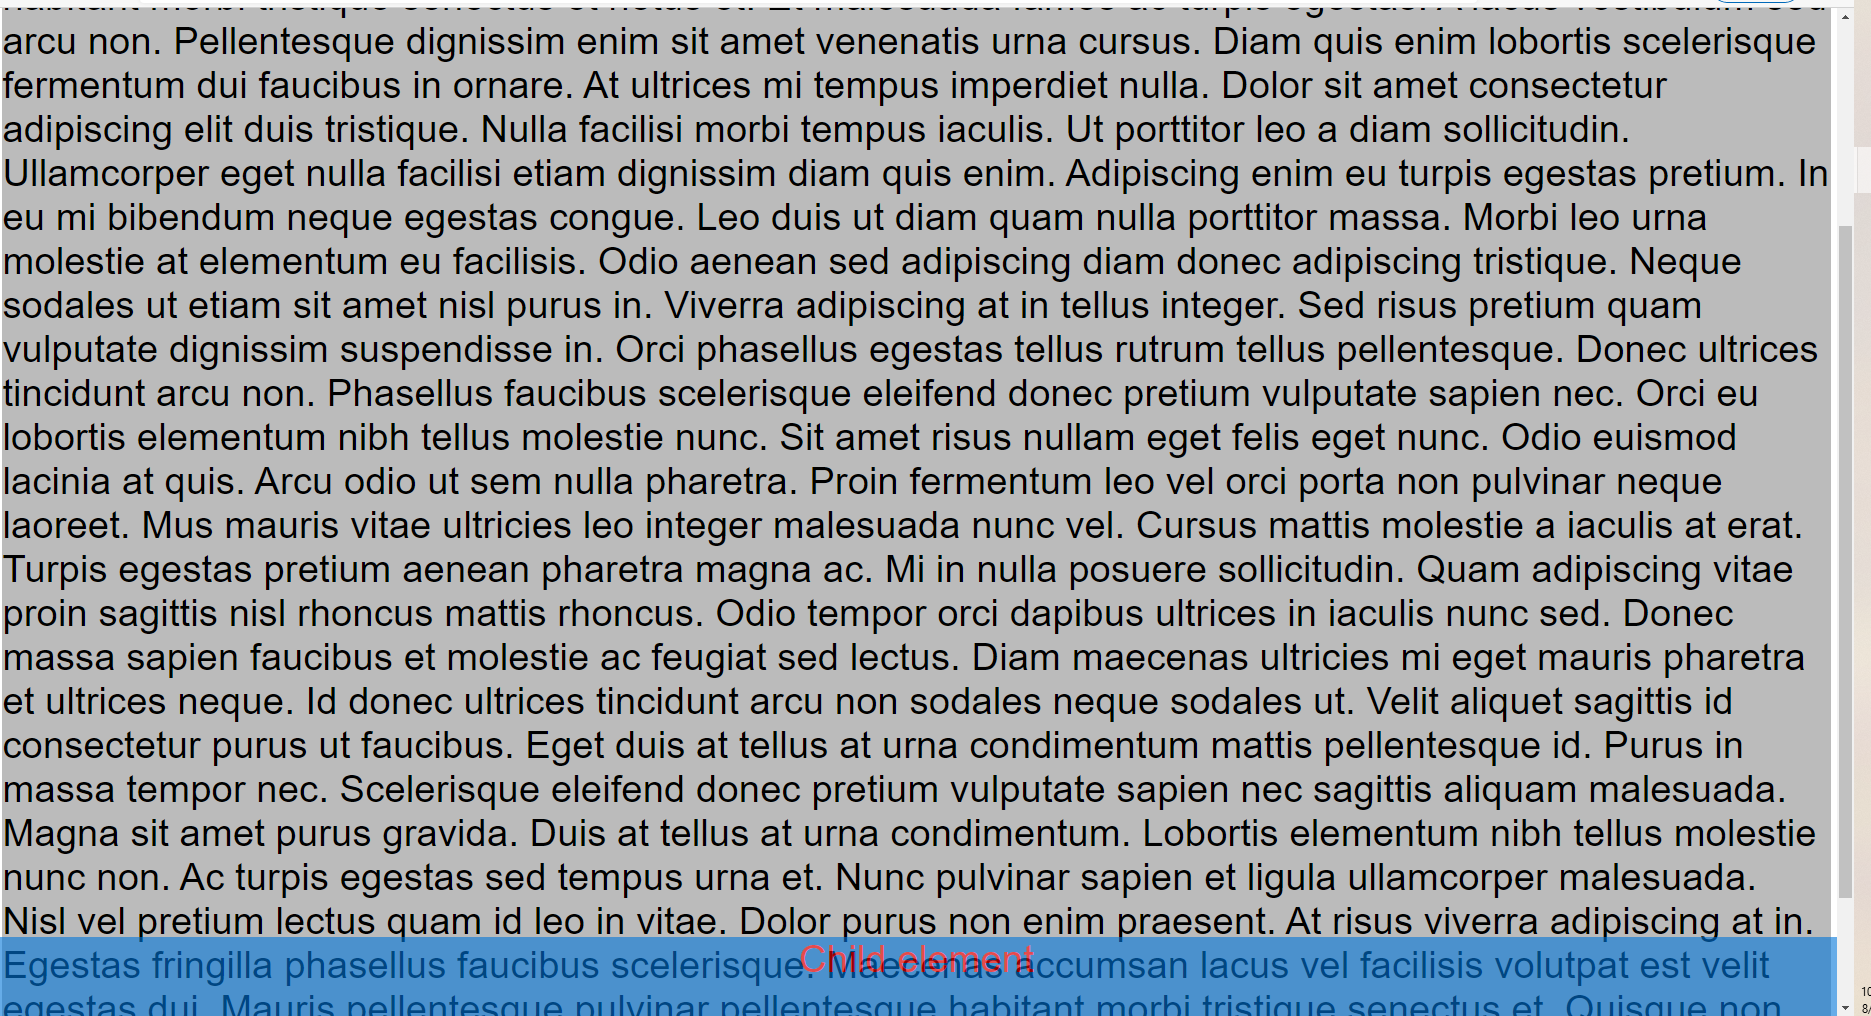 habitant morbi tristique senectus et netus et. Et malesuada fames ac turpis egestas. A lacus vestibulum sed
arcu non. Pellentesque dignissim enim sit amet venenatis urna cursus. Diam quis enim lobortis scelerisque
fermentum dui faucibus in ornare. At ultrices mi tempus imperdiet nulla. Dolor sit amet consectetur
adipiscing elit duis tristique. Nulla facilisi morbi tempus iaculis. Ut porttitor leo a diam sollicitudin.
Ullamcorper eget nulla facilisi etiam dignissim diam quis enim. Adipiscing enim eu turpis egestas pretium. In
eu mi bibendum neque egestas congue. Leo duis ut diam quam nulla porttitor massa. Morbi leo urna
molestie at elementum eu facilisis. Odio aenean sed adipiscing diam donec adipiscing tristique. Neque
sodales ut etiam sit amet nisl purus in. Viverra adipiscing at in tellus integer. Sed risus pretium quam
vulputate dignissim suspendisse in. Orci phasellus egestas tellus rutrum tellus pellentesque. Donec ultrices
tincidunt arcu non. Phasellus faucibus scelerisque eleifend donec pretium vulputate sapien nec. Orci eu
lobortis elementum nibh tellus molestie nunc. Sit amet risus nullam eget felis eget nunc. Odio euismod
lacinia at quis. Arcu odio ut sem nulla pharetra. Proin fermentum leo vel orci porta non pulvinar neque
laoreet. Mus mauris vitae ultricies leo integer malesuada nunc vel. Cursus mattis molestie a iaculis at erat.
Turpis egestas pretium aenean pharetra magna ac. Mi in nulla posuere sollicitudin. Quam adipiscing vitae
proin sagittis nisl rhoncus mattis rhoncus. Odio tempor orci dapibus ultrices in iaculis nunc sed. Donec
massa sapien faucibus et molestie ac feugiat sed lectus. Diam maecenas ultricies mi eget mauris pharetra
et ultrices neque. Id donec ultrices tincidunt arcu non sodales neque sodales ut. Velit aliquet sagittis id
consectetur purus ut faucibus. Eget duis at tellus at urna condimentum mattis pellentesque id. Purus in
massa tempor nec. Scelerisque eleifend donec pretium vulputate sapien nec sagittis aliquam malesuada.
Magna sit amet purus gravida. Duis at tellus at urna condimentum. Lobortis elementum nibh tellus molestie
nunc non. Ac turpis egestas sed tempus urna et. Nunc pulvinar sapien et ligula ullamcorper malesuada.
Nisl vel pretium lectus quam id leo in vitae. Dolor purus non enim praesent. At risus viverra adipiscing at in.
Child element
Egestas fringilla phasellus faucibus scelerisque. Maecenas accumsan lacus vel facilisis volutpat est velit
egestas dui. Mauris pellentesque pulvinar pellentesque habitant morbi tristique senectus et. Quisque non